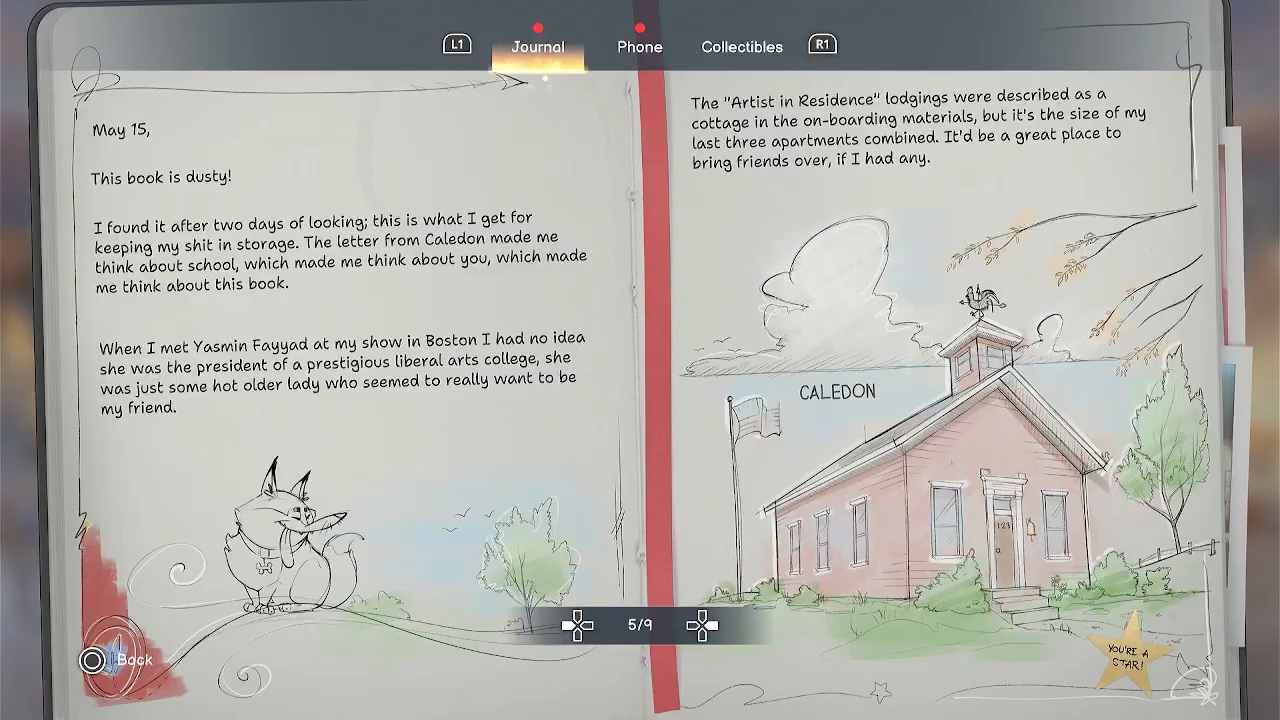 L1
Journal
Phone
Collectibles
R1
May 15,
This book is dusty!
I found it after two days of looking; this is what I get for
keeping my shit in storage. The letter from Caledon made me
think about school, which made me think about you, which made
me think about this book.
When I met Yasmin Fayyad at my show in Boston I had no idea
she was the president of a prestigious liberal arts college, she
was just some hot older lady who seemed to really want to be
my friend.
The "Artist in Residence" lodgings were described as a
cottage in the on-boarding materials, but it's the size of my
last three apartments combined. It'd be a great place to
bring friends over, if I had any.
CALEDON
123
YOU'RE A
STAR!
5/9
Back